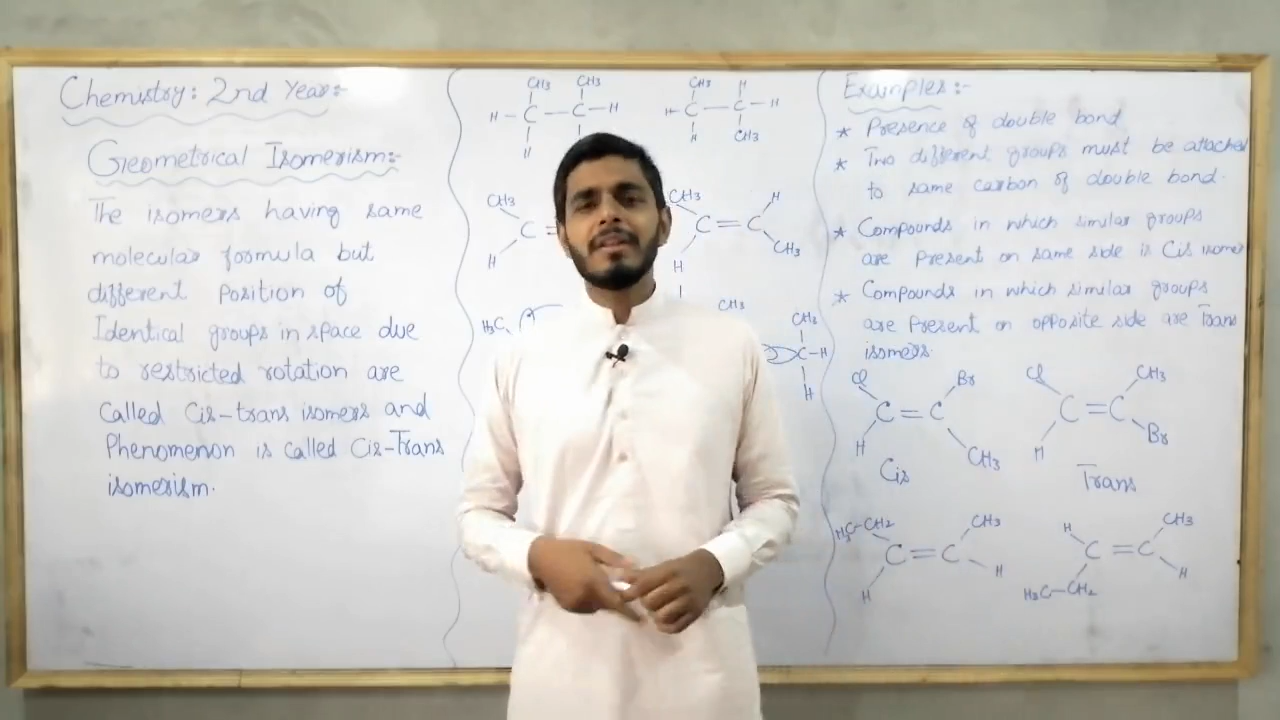 Chemistry: 2nd Year:-
Geometrical Isomerism:-
The isomers having same
molecular formula but
different Position of
Identical groups in space due
to restricted rotation are
Called Cis-trans isomers and
Phenomenon is called Cis-Trans
isomerism.
CH3 CH3
H-C-C-H
H
CH3 H
H-C-C-H
H CH3
CH3
C=
H
CH3 H
C=C
H CH3
H3C
CH3
CH3
C-H
H
Examples:-
* Presence of double bond
* Two different groups must be attached
to same carbon of double bond.
* Compounds in which similar groups
are Present on same side is Cis isomer
* Compounds in which similar groups
are Present on opposite side are Trans
isomers.
Cl Br
C=C
H CH3
Cis
Cl CH3
C=C
H Br
Trans
H3C-CH2 CH3
C=C
H H
H CH3
C=C
H3C-CH2 H